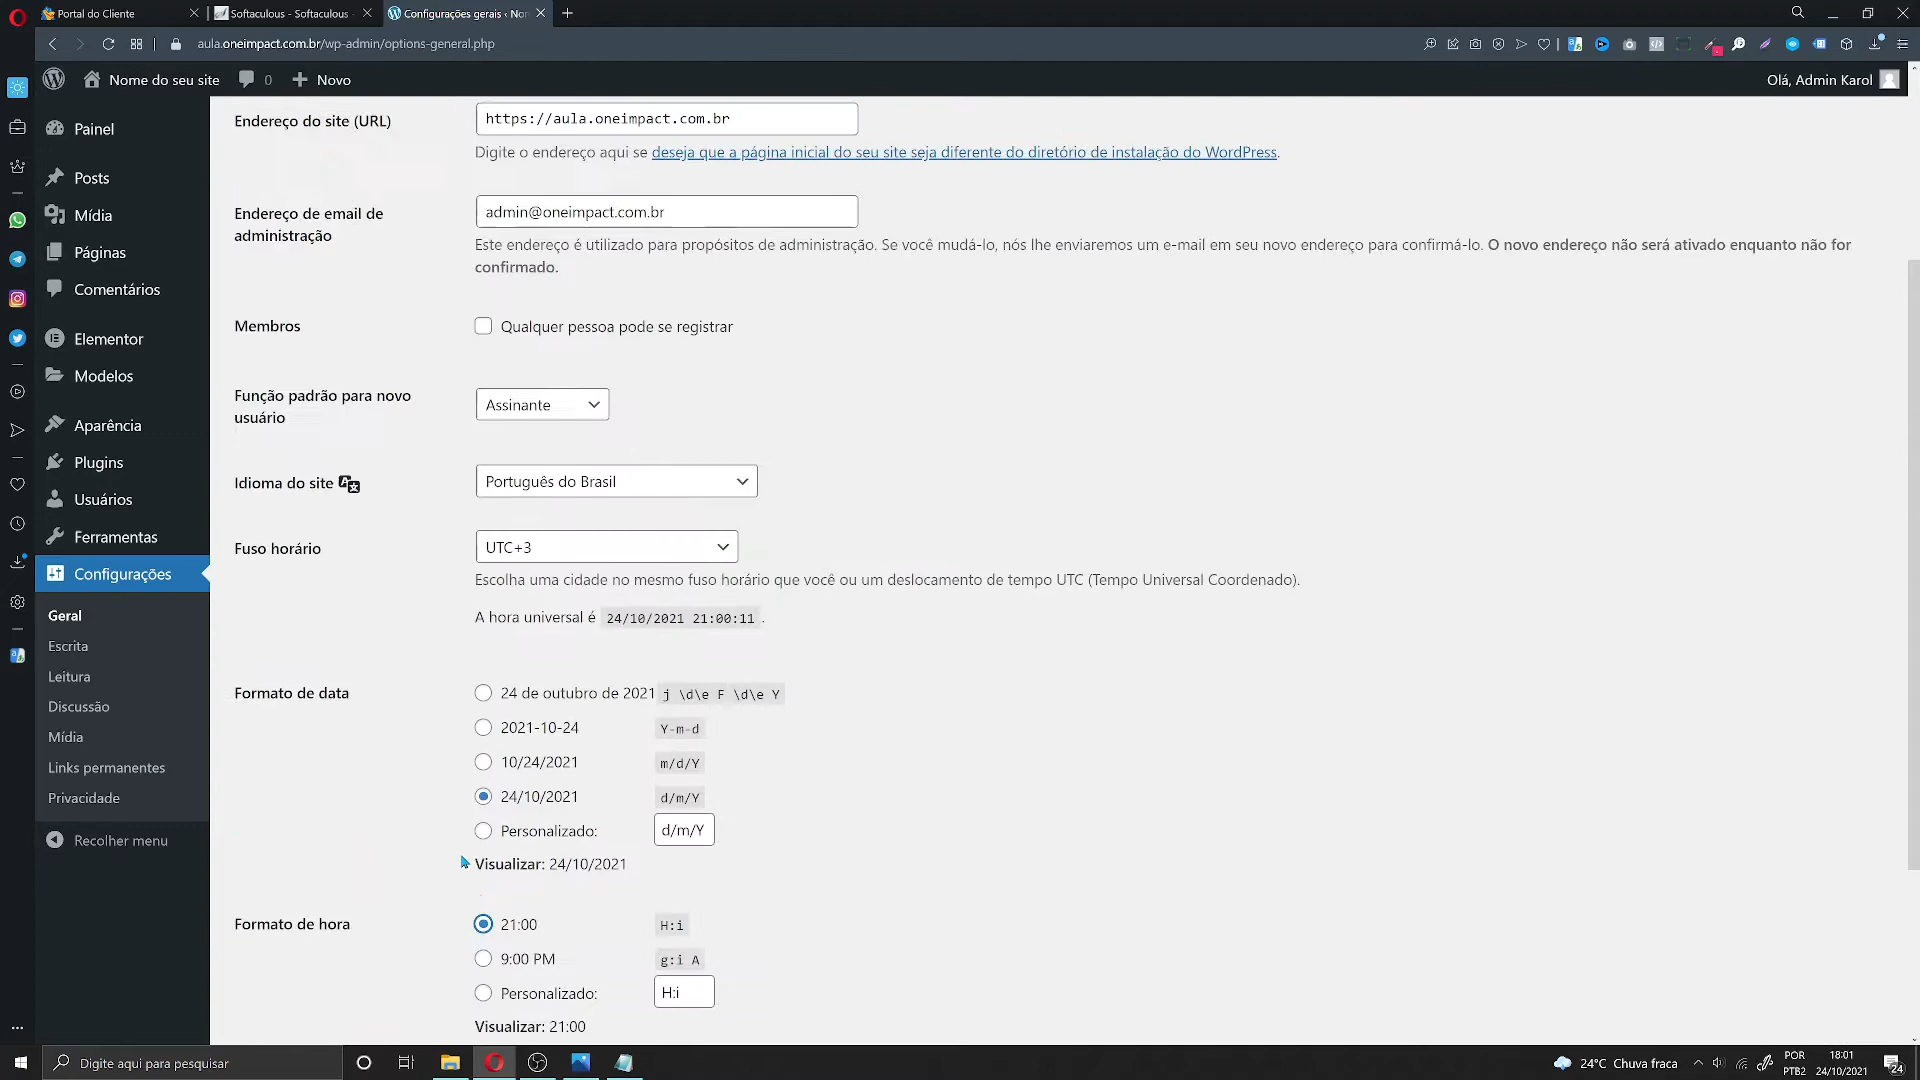 Portal do Cliente
Softaculous - Softaculous
Configurações gerais ‹ Nom
aula.oneimpact.com.br/wp-admin/options-general.php
Nome do seu site
0
Novo
Olá, Admin Karol
Painel
Posts
Mídia
Páginas
Comentários
Elementor
Modelos
Aparência
Plugins
Usuários
Ferramentas
Configurações
Geral
Escrita
Leitura
Discussão
Mídia
Links permanentes
Privacidade
Recolher menu
Endereço do site (URL)
https://aula.oneimpact.com.br
Digite o endereço aqui se deseja que a página inicial do seu site seja diferente do diretório de instalação do WordPress.
Endereço de email de
administração
admin@oneimpact.com.br
Este endereço é utilizado para propósitos de administração. Se você mudá-lo, nós lhe enviaremos um e-mail em seu novo endereço para confirmá-lo. O novo endereço não será ativado enquanto não for
confirmado.
Membros
Qualquer pessoa pode se registrar
Função padrão para novo
usuário
Assinante
Idioma do site
Português do Brasil
Fuso horário
UTC+3
Escolha uma cidade no mesmo fuso horário que você ou um deslocamento de tempo UTC (Tempo Universal Coordenado).
A hora universal é 24/10/2021 21:00:11 .
Formato de data
24 de outubro de 2021 j \d\e F \d\e Y
2021-10-24 Y-m-d
10/24/2021 m/d/Y
24/10/2021 d/m/Y
Personalizado: d/m/Y
Visualizar: 24/10/2021
Formato de hora
21:00 H:i
9:00 PM g:i A
Personalizado: H:i
Visualizar: 21:00
Digite aqui para pesquisar
24°C Chuva fraca
POR
PTB2
18:01
24/10/2021
24